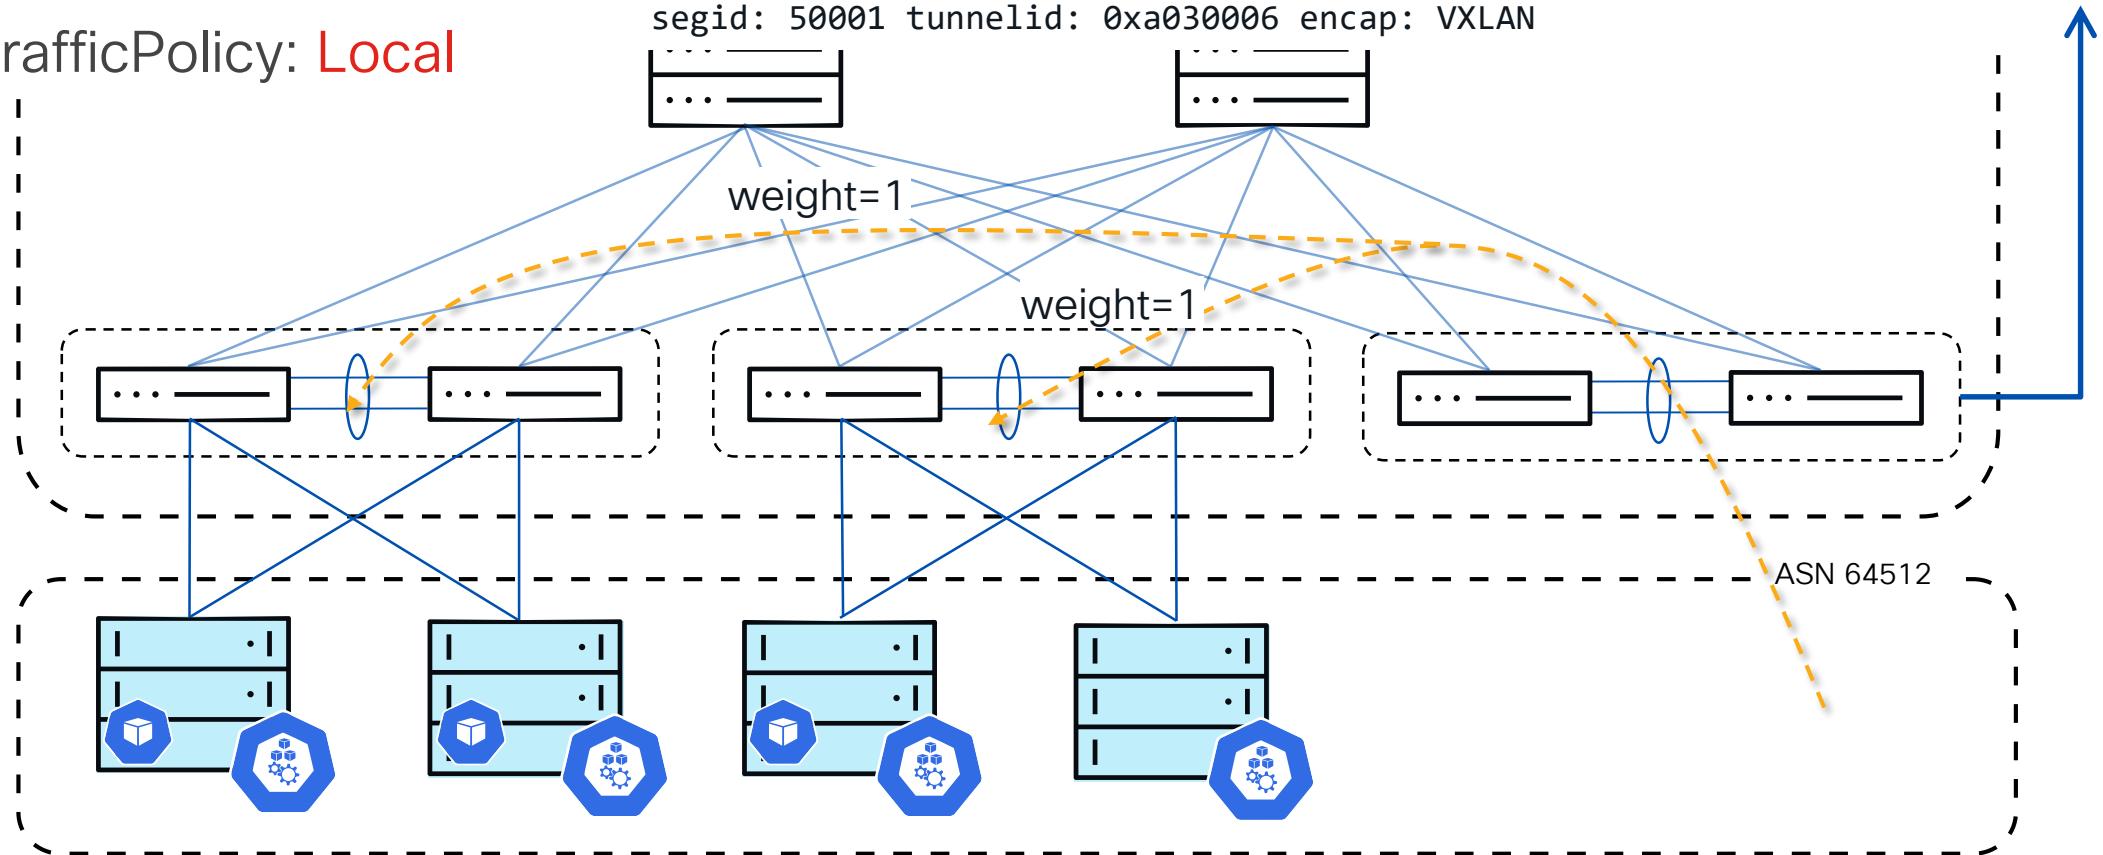 segid: 50001 tunnelid: 0xa030006 encap: VXLAN
rafficPolicy: Local
weight=1
weight=1
ASN 64512